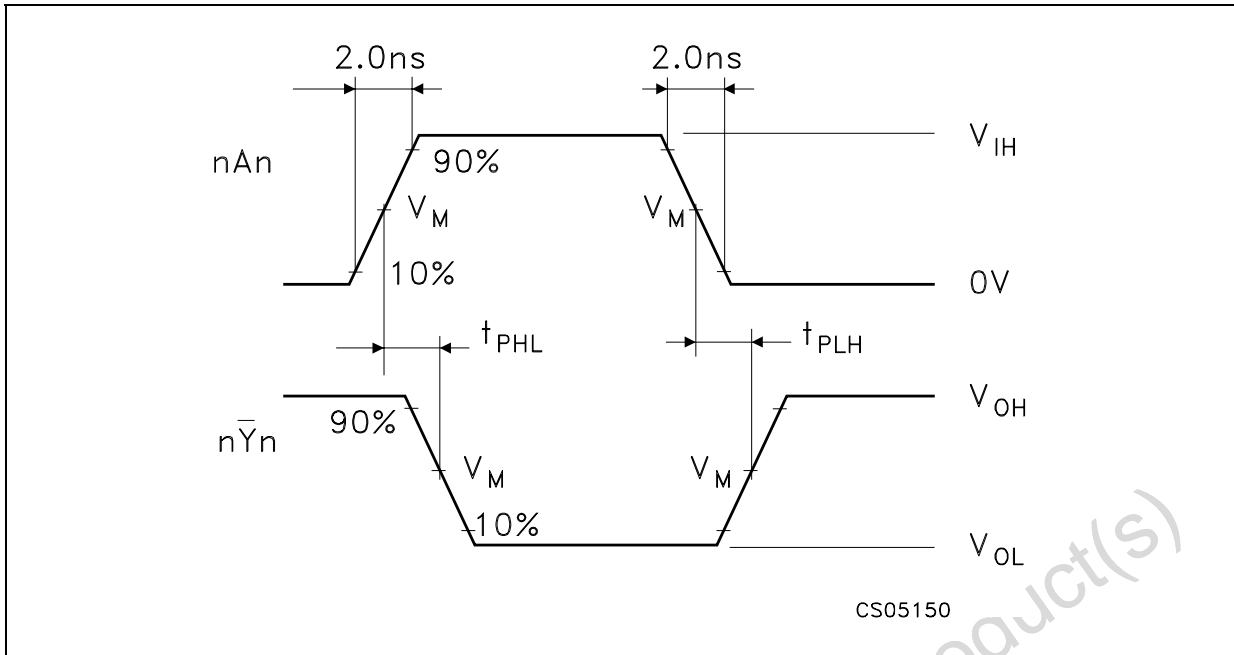 2.0ns 2.0ns
nAn 90% V_IH
V_M V_M
10% 0V
t_PHL t_PLH
nȲn 90% V_OH
V_M V_M
10% V_OL
CS05150